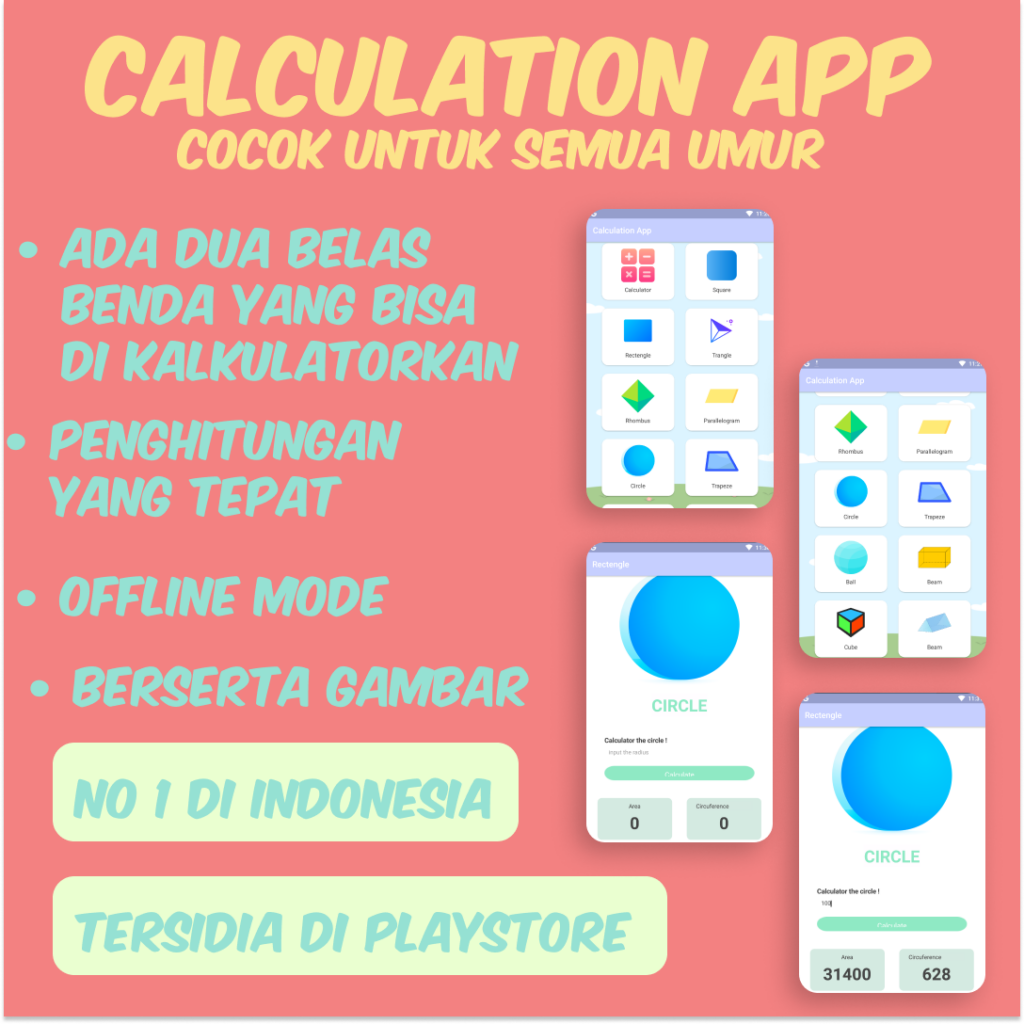 CALCULATION APP
COCOK UNTUK SEMUA UMUR
• ADA DUA BELAS
BENDA YANG BISA
DI KALKULATORKAN
• PENGHITUNGAN
YANG TEPAT
• OFFLINE MODE
• BERSERTA GAMBAR
NO 1 DI INDONESIA
TERSIDIA DI PLAYSTORE
Calculation App
Calculator
Square
Rectengle
Trangle
Rhombus
Parallelogram
Circle
Trapeze
Calculation App
Rhombus
Parallelogram
Circle
Trapeze
Ball
Beam
Cube
Beam
Rectengle
CIRCLE
Calculator the circle !
input the radius
Calculate
Area
Circuference
0
0
Rectengle
CIRCLE
Calculator the circle !
100
Calculate
Area
Circuference
31400
628